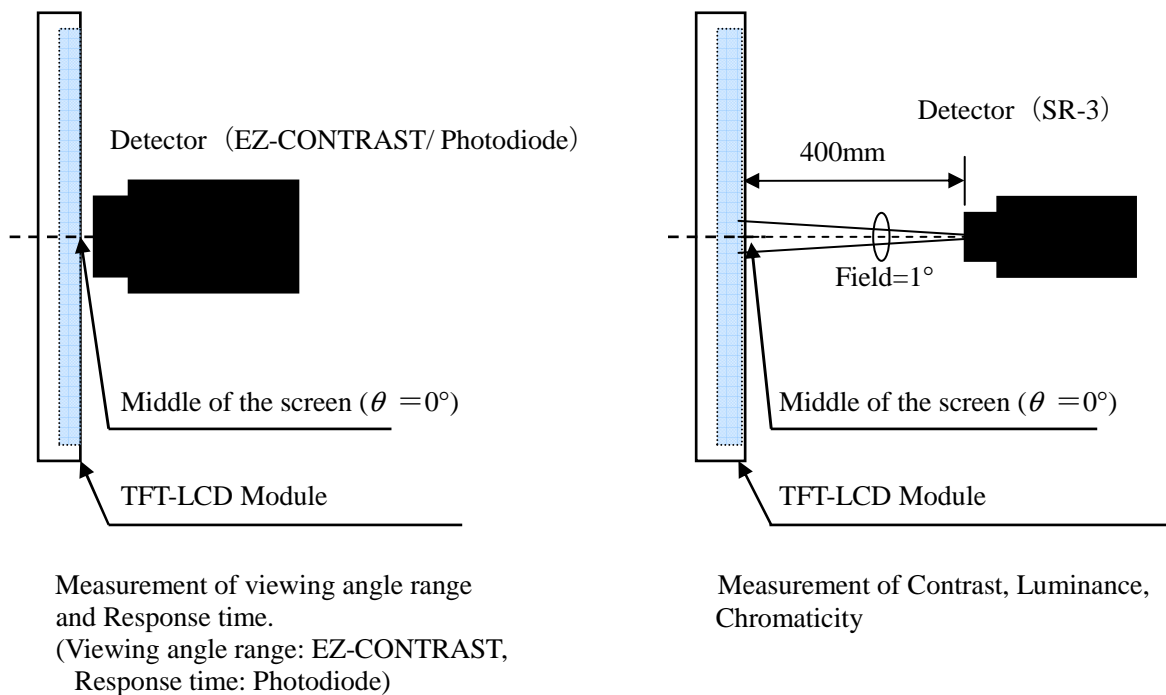 Detector（EZ-CONTRAST/ Photodiode）
Middle of the screen (θ ＝0°)
TFT-LCD Module
Measurement of viewing angle range
and Response time.
(Viewing angle range: EZ-CONTRAST,
Response time: Photodiode)
Detector（SR-3）
400mm
Field=1°
Middle of the screen (θ ＝0°)
TFT-LCD Module
Measurement of Contrast, Luminance,
Chromaticity